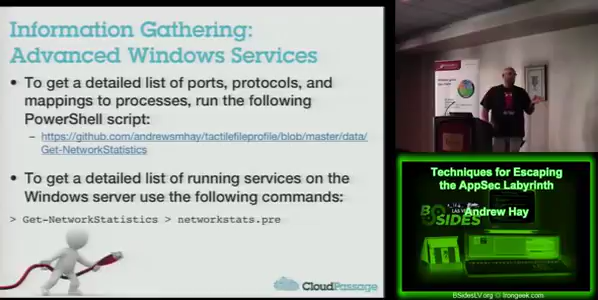 Information Gathering:
Advanced Windows Services
• To get a detailed list of ports, protocols, and
mappings to processes, run the following
PowerShell script:
– https://github.com/andrewsmhay/tactilefileprofile/blob/master/data/
Get-NetworkStatistics
• To get a detailed list of running services on the
Windows server use the following commands:
> Get-NetworkStatistics > networkstats.pre
CloudPassage
Techniques for Escaping
the AppSec Labyrinth
BSIDES
LAS VEGAS
Andrew Hay
BSidesLV.org © Irongeek.com